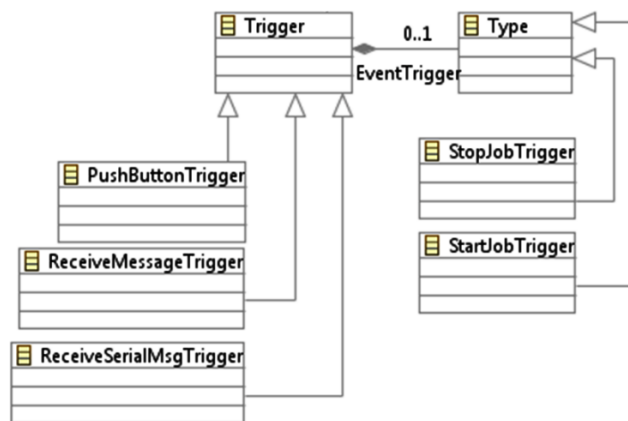 Trigger
0..1
Type
EventTrigger
StopJobTrigger
PushButtonTrigger
StartJobTrigger
ReceiveMessageTrigger
ReceiveSerialMsgTrigger